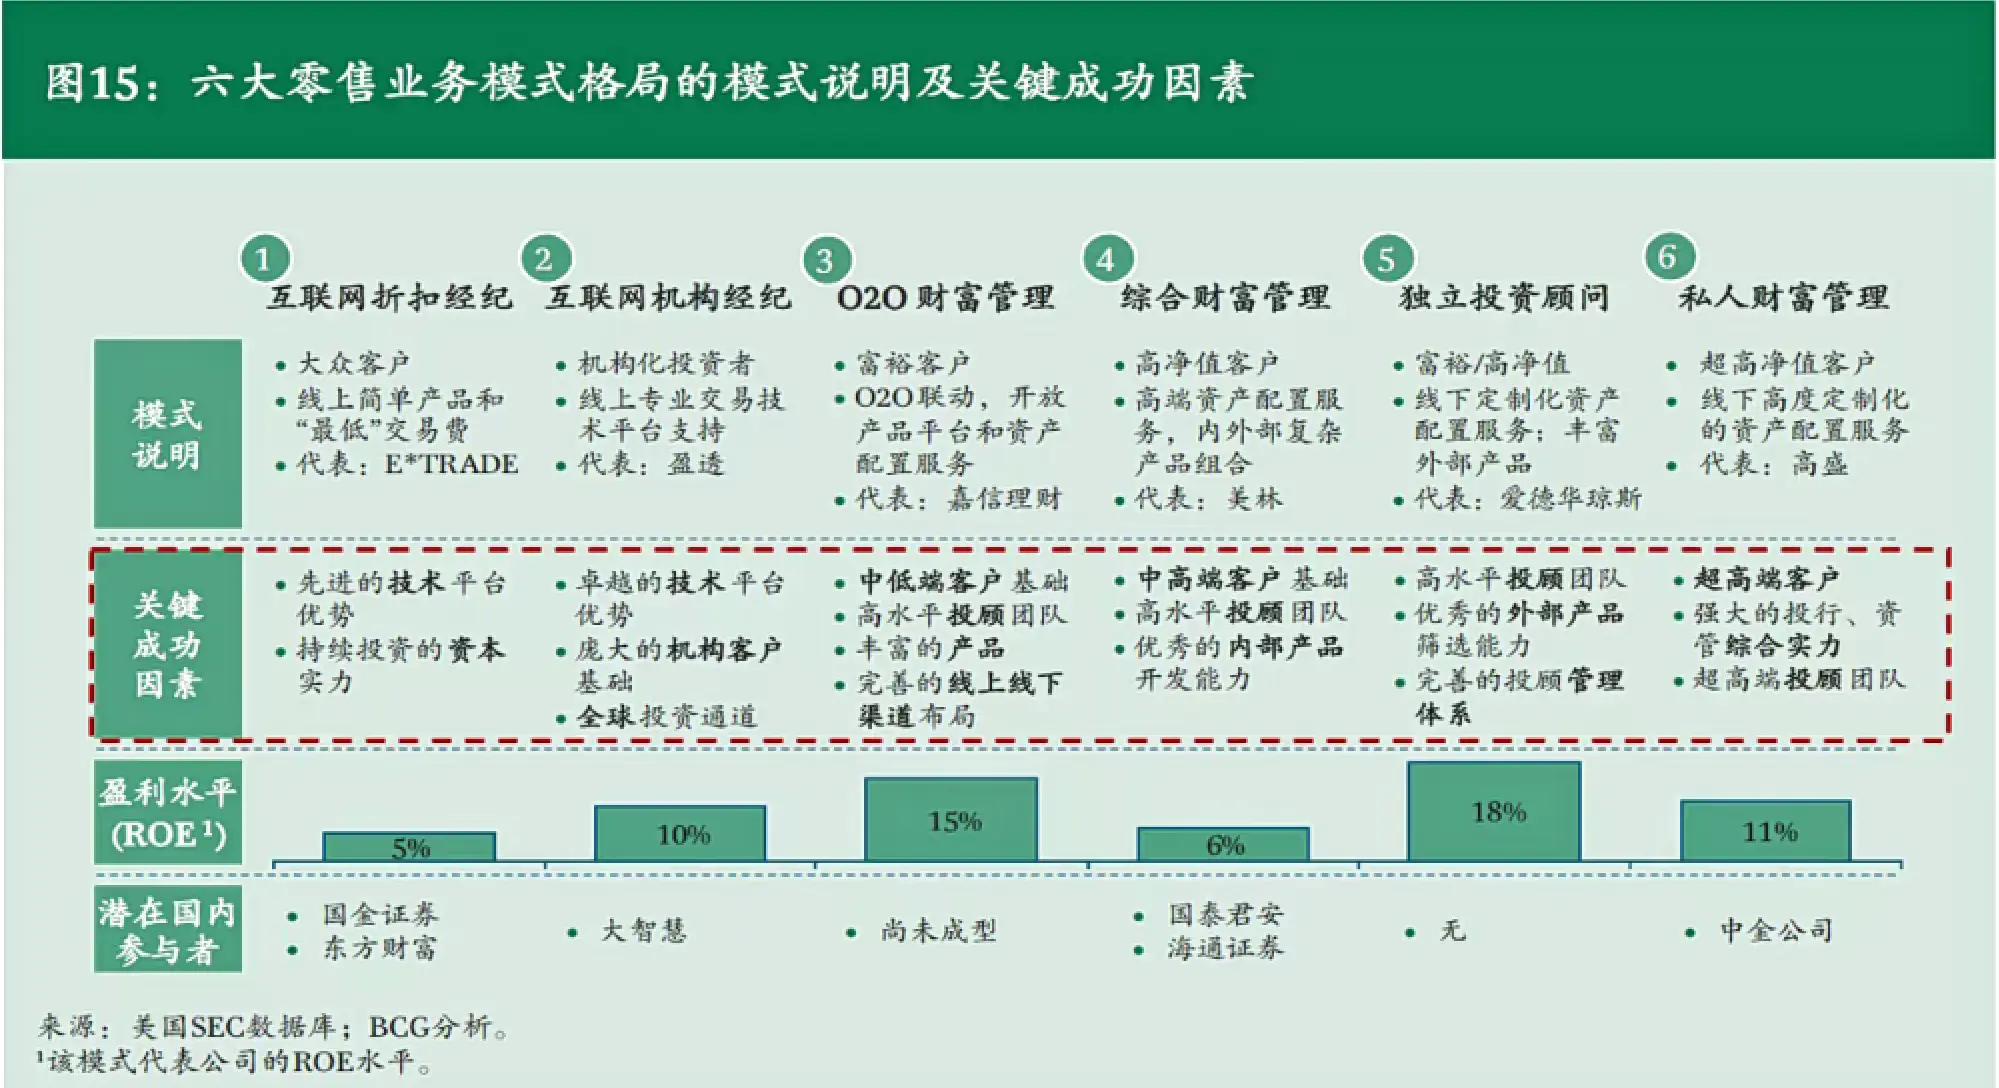 图15：六大零售业务模式格局的模式说明及关键成功因素
1
互联网折扣经纪
2
互联网机构经纪
3
O2O 财富管理
4
综合财富管理
5
独立投资顾问
6
私人财富管理
模式
说明
• 大众客户
• 线上简单产品和
“最低”交易费
• 代表：E*TRADE
• 机构化投资者
• 线上专业交易技
术平台支持
• 代表：盈透
• 富裕客户
• O2O联动，开放
产品平台和资产
配置服务
• 代表：嘉信理财
• 高净值客户
• 高端资产配置服
务，内外部复杂
产品组合
• 代表：美林
• 富裕/高净值
• 线下定制化资产
配置服务；丰富
外部产品
• 代表：爱德华琼斯
• 超高净值客户
• 线下高度定制化
的资产配置服务
• 代表：高盛
关键
成功
因素
• 先进的技术平台
优势
• 持续投资的资本
实力
• 卓越的技术平台
优势
• 庞大的机构客户
基础
• 全球投资通道
• 中低端客户基础
• 高水平投顾团队
• 丰富的产品
• 完善的线上线下
渠道布局
• 中高端客户基础
• 高水平投顾团队
• 优秀的内部产品
开发能力
• 高水平投顾团队
• 优秀的外部产品
筛选能力
• 完善的投顾管理
体系
• 超高端客户
• 强大的投行、资
管综合实力
• 超高端投顾团队
盈利水平
(ROE¹)
5%
10%
15%
6%
18%
11%
潜在国内
参与者
• 国金证券
• 东方财富
• 大智慧
• 尚未成型
• 国泰君安
• 海通证券
• 无
• 中金公司
来源：美国SEC数据库；BCG分析。
¹该模式代表公司的ROE水平。